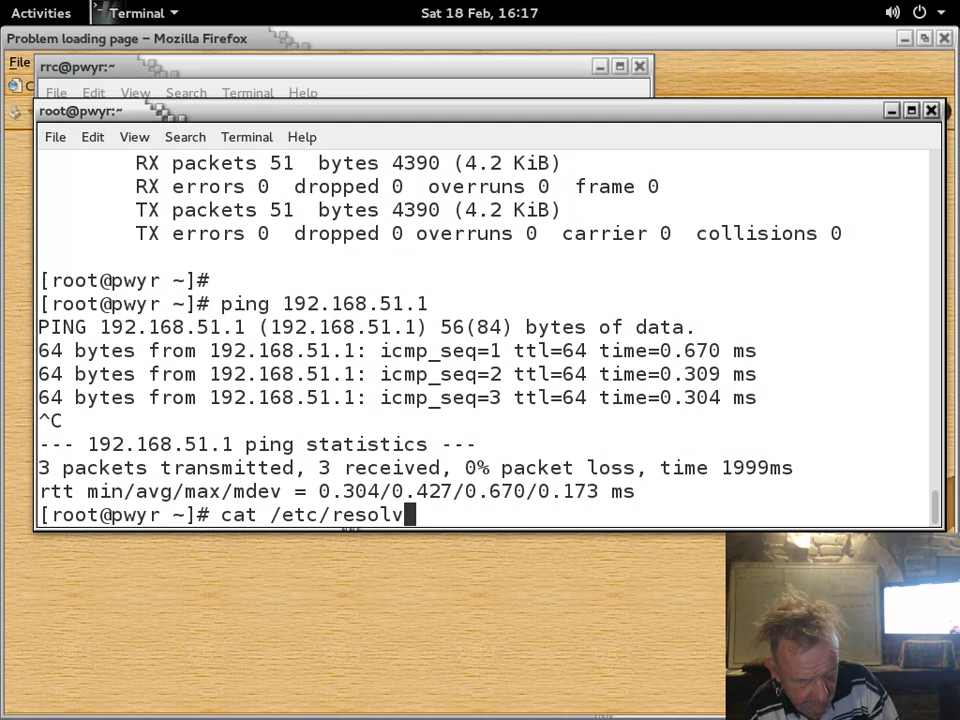 Activities Terminal Sat 18 Feb, 16:17
Problem loading page – Mozilla Firefox
File
C
rrc@pwyr:~
File Edit View Search Terminal Help
root@pwyr:~
File Edit View Search Terminal Help
RX packets 51 bytes 4390 (4.2 KiB)
RX errors 0 dropped 0 overruns 0 frame 0
TX packets 51 bytes 4390 (4.2 KiB)
TX errors 0 dropped 0 overruns 0 carrier 0 collisions 0
[root@pwyr ~]#
[root@pwyr ~]# ping 192.168.51.1
PING 192.168.51.1 (192.168.51.1) 56(84) bytes of data.
64 bytes from 192.168.51.1: icmp_seq=1 ttl=64 time=0.670 ms
64 bytes from 192.168.51.1: icmp_seq=2 ttl=64 time=0.309 ms
64 bytes from 192.168.51.1: icmp_seq=3 ttl=64 time=0.304 ms
^C
--- 192.168.51.1 ping statistics ---
3 packets transmitted, 3 received, 0% packet loss, time 1999ms
rtt min/avg/max/mdev = 0.304/0.427/0.670/0.173 ms
[root@pwyr ~]# cat /etc/resolv